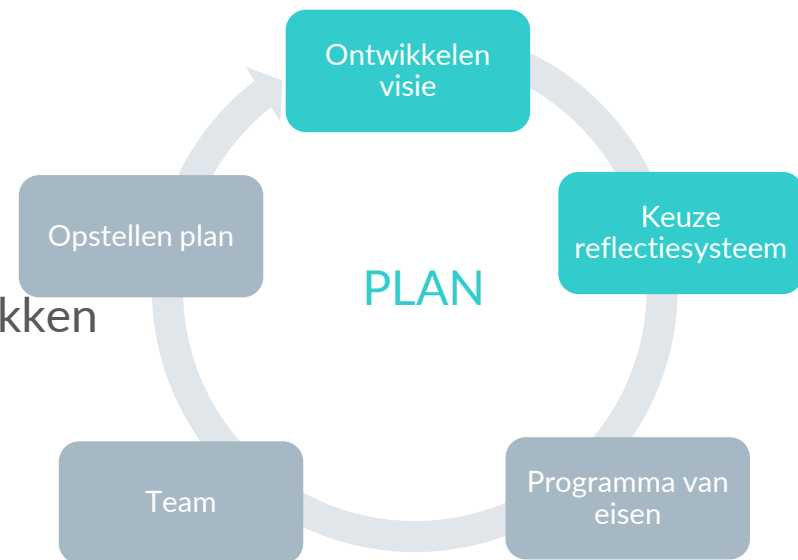 Ontwikkelen
visie
Keuze
reflectiesysteem
Opstellen plan
PLAN
kken
Programma van
eisen
Team